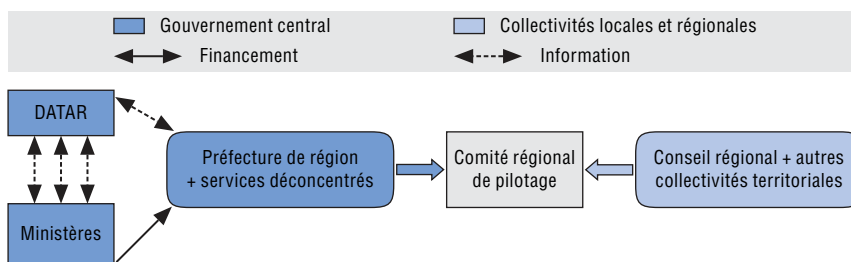 Gouvernement central
Collectivités locales et régionales
Financement
Information
DATAR
Préfecture de région
+ services déconcentrés
Comité régional
de pilotage
Conseil régional + autres
collectivités territoriales
Ministères